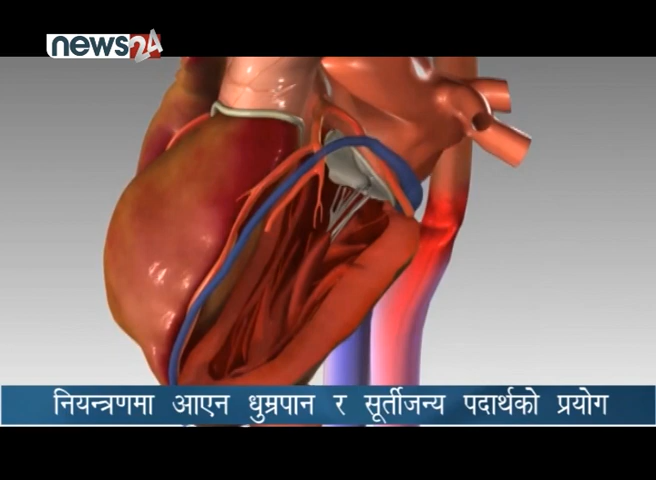 news24
नियन्त्रणमा आएन धुम्रपान र सूर्तीजन्य पदार्थको प्रयोग